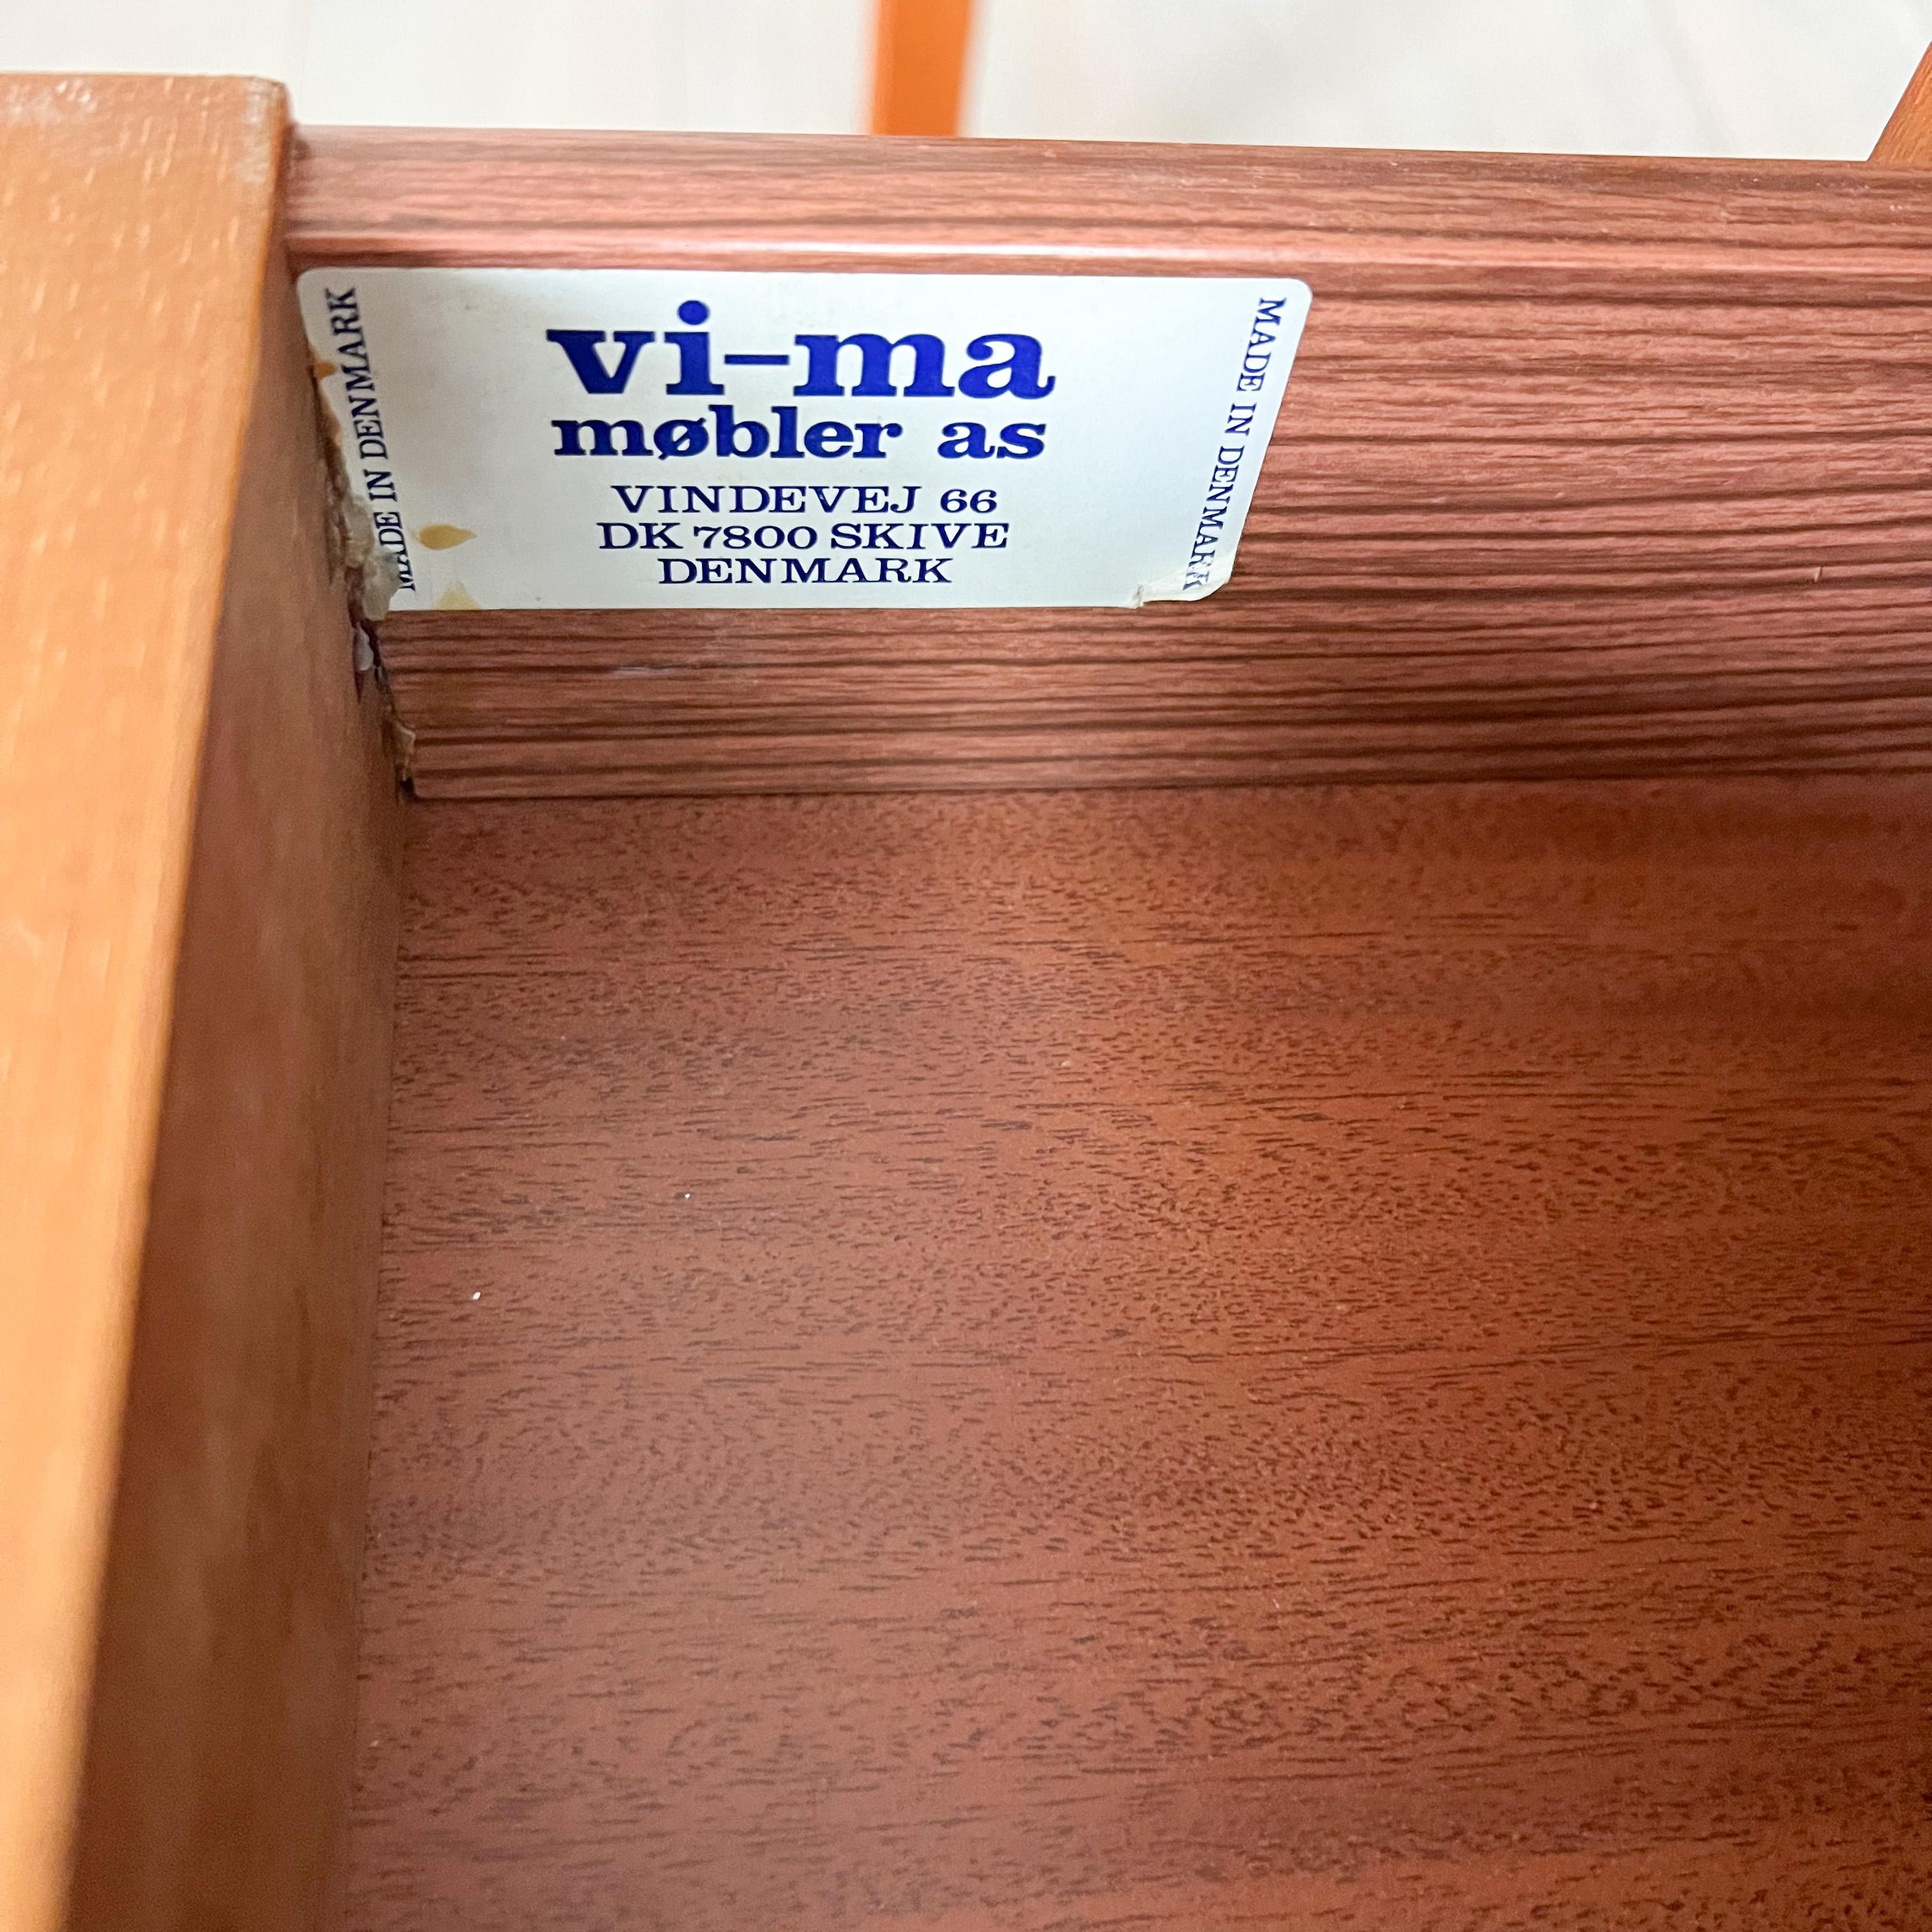 vi-ma
møbler as
VINDEVEJ 66
DK 7800 SKIVE
DENMARK
MADE IN DENMARK
MADE IN DENMARK